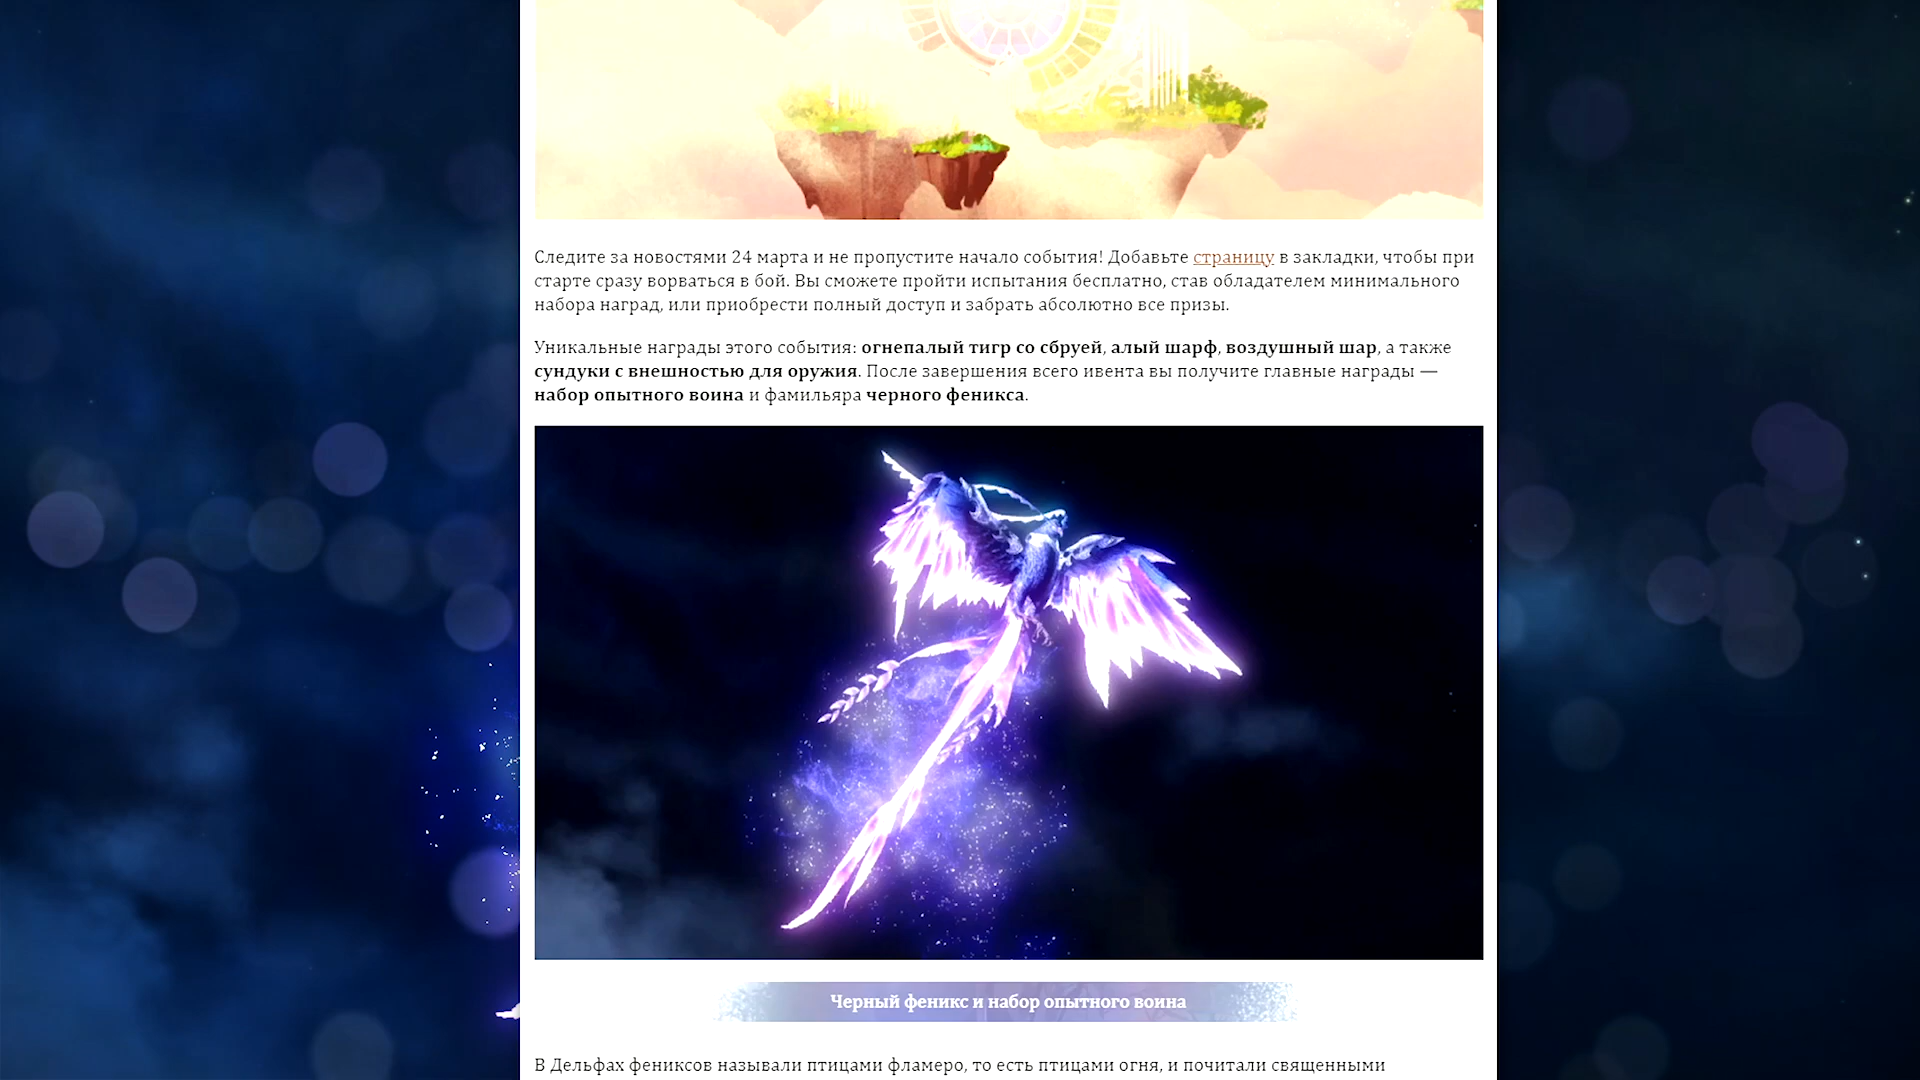 Следите за новостями 24 марта и не пропустите начало события! Добавьте страницу в закладки, чтобы при
старте сразу ворваться в бой. Вы сможете пройти испытания бесплатно, став обладателем минимального
набора наград, или приобрести полный доступ и забрать абсолютно все призы.
Уникальные награды этого события: огнепалый тигр со сбруей, алый шарф, воздушный шар, а также
сундуки с внешностью для оружия. После завершения всего ивента вы получите главные награды —
набор опытного воина и фамильяра черного феникса.
Черный феникс и набор опытного воина
В Дельфах фениксов называли птицами фламеро, то есть птицами огня, и почитали священными